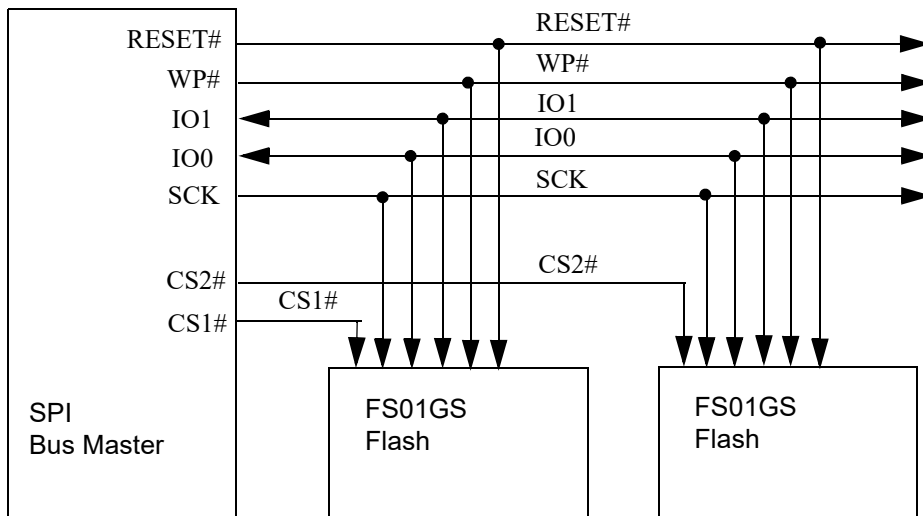 RESET#
RESET#
WP#
WP#
IO1
IO1
IO0
IO0
SCK
SCK
CS2#
CS2#
CS1#
CS1#
SPI
Bus Master
FS01GS
Flash
FS01GS
Flash